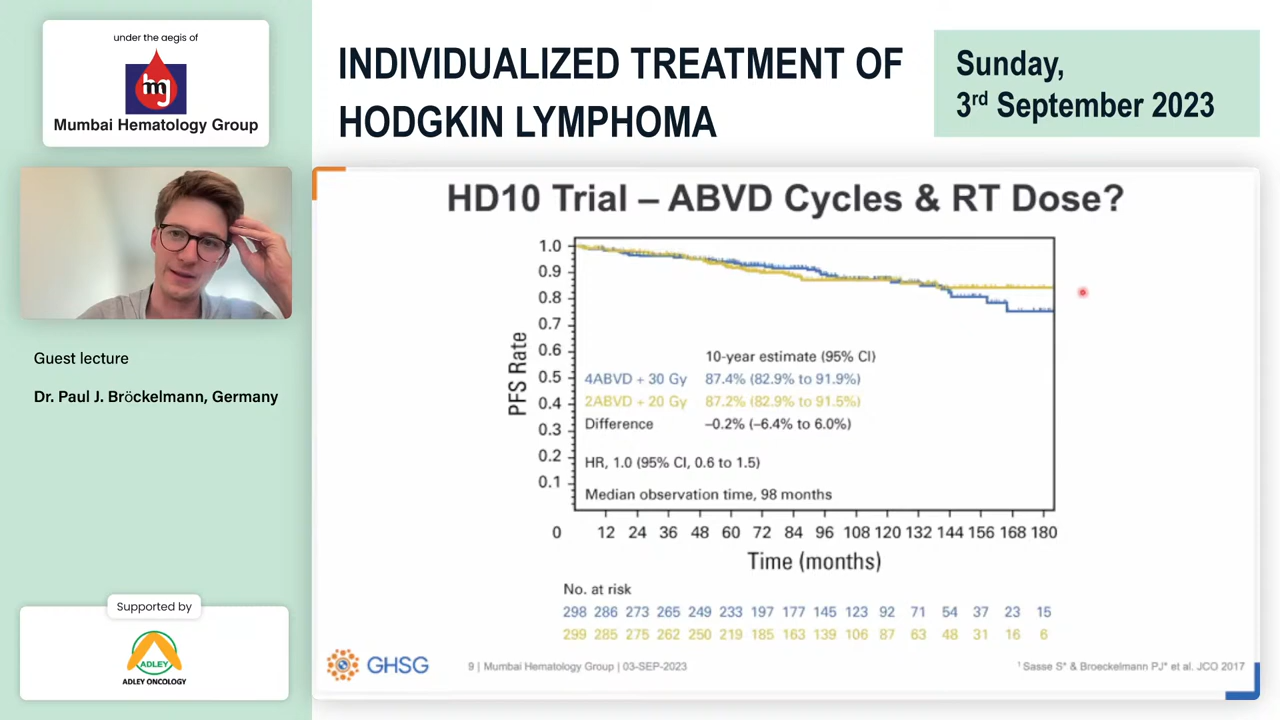 under the aegis of
mg
Mumbai Hematology Group
INDIVIDUALIZED TREATMENT OF
HODGKIN LYMPHOMA
Sunday,
3rd September 2023
Guest lecture
Dr. Paul J. Bröckelmann, Germany
Supported by
ADLEY
ADLEY ONCOLOGY
HD10 Trial – ABVD Cycles & RT Dose?
PFS Rate
1.0
0.9
0.8
0.7
0.6
0.5
0.4
0.3
0.2
0.1
10-year estimate (95% CI)
4ABVD + 30 Gy 87.4% (82.9% to 91.9%)
2ABVD + 20 Gy 87.2% (82.9% to 91.5%)
Difference –0.2% (–6.4% to 6.0%)
HR, 1.0 (95% CI, 0.6 to 1.5)
Median observation time, 98 months
0 12 24 36 48 60 72 84 96 108 120 132 144 156 168 180
Time (months)
No. at risk
298 286 273 265 249 233 197 177 145 123 92 71 54 37 23 15
299 285 275 262 250 219 185 163 139 106 87 63 48 31 16 6
GHSG
9 | Mumbai Hematology Group | 03-SEP-2023
1 Sasse S* & Broeckelmann PJ* et al. JCO 2017